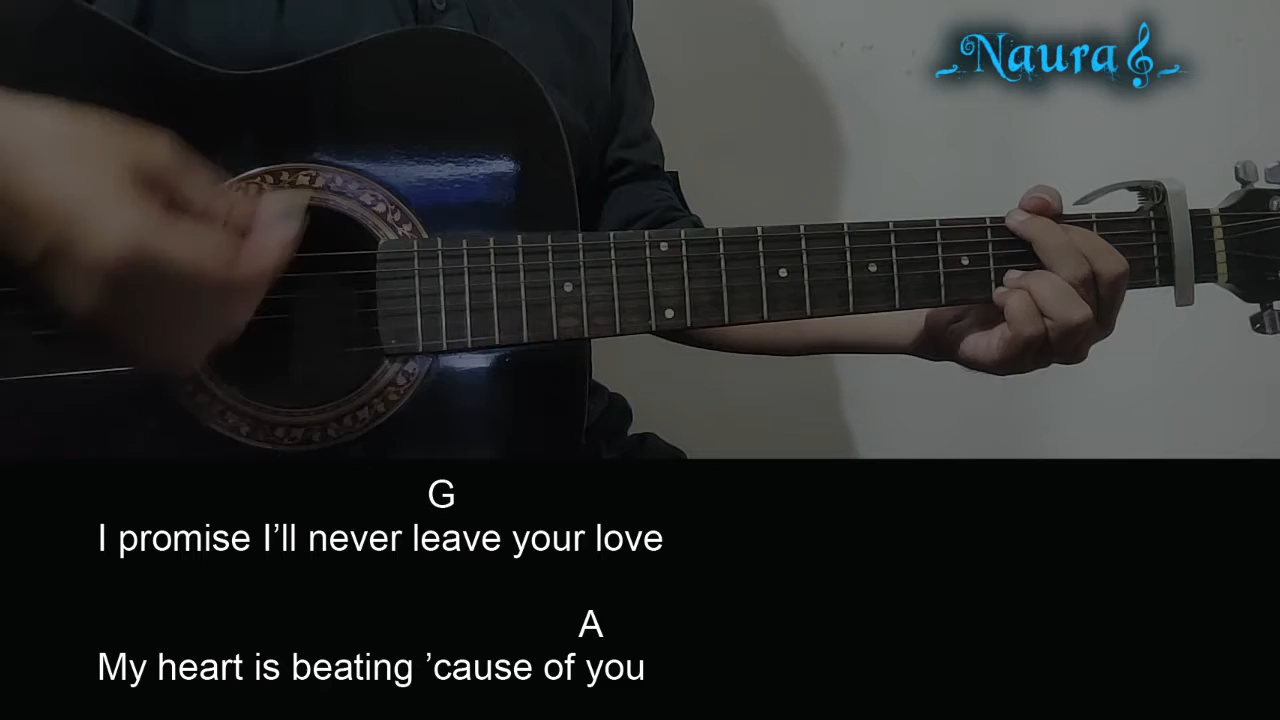 Naura
G
I promise I’ll never leave your love
A
My heart is beating ’cause of you